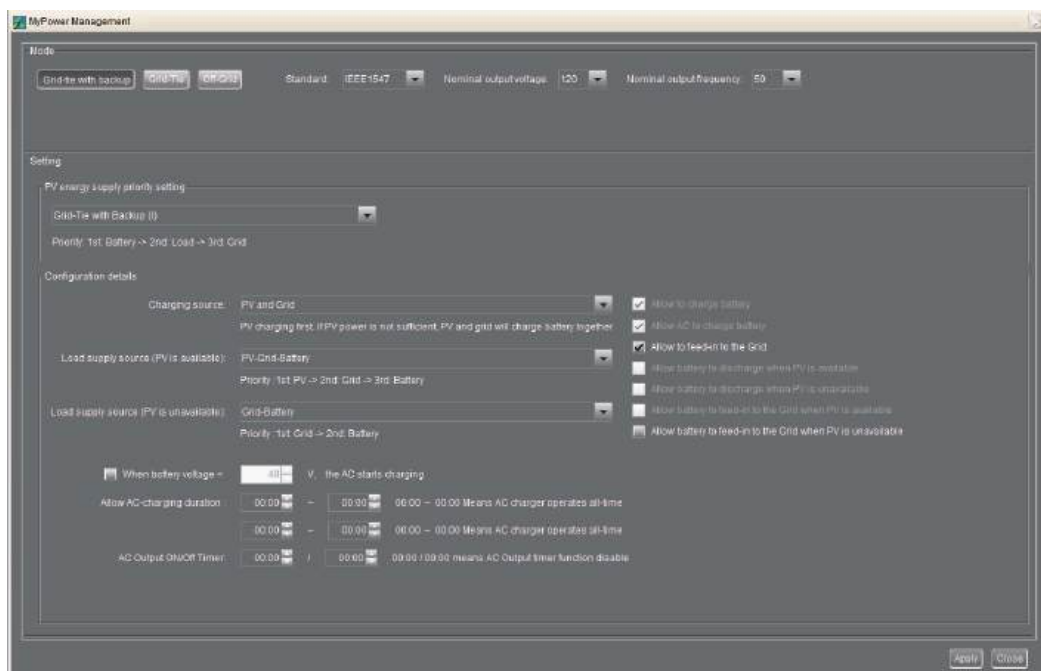 MyPower Management
Mode
Grid-tie with backup Grid-Tie Off-Grid Standard: IEEE1547 Nominal output voltage: 120 Nominal output frequency: 50
Setting
PV energy supply priority setting
Grid-Tie with Backup (I)
Priority: 1st: Battery -> 2nd: Load -> 3rd: Grid
Configuration details
Charging source: PV and Grid Allow to charge battery
PV charging first. If PV power is not sufficient, PV and grid will charge battery together Allow AC to charge battery
Allow to feed-in to the Grid
Load supply source (PV is available): PV-Grid-Battery Allow battery to discharge when PV is available
Priority :1st: PV -> 2nd: Grid -> 3rd: Battery Allow battery to discharge when PV is unavailable
Load supply source (PV is unavailable): Grid-Battery Allow battery to feed-in to the Grid when PV is available
Priority :1st: Grid -> 2nd: Battery Allow battery to feed-in to the Grid when PV is unavailable
When battery voltage < V, the AC starts charging
Allow AC-charging duration: 00:00 – 00:00 00:00 – 00:00 Means AC charger operates all-time
00:00 – 00:00 00:00 – 00:00 Means AC charger operates all-time
AC Output ON/Off Timer: 00:00 / 00:00 00:00 / 00:00 means AC Output timer function disable
Apply Close